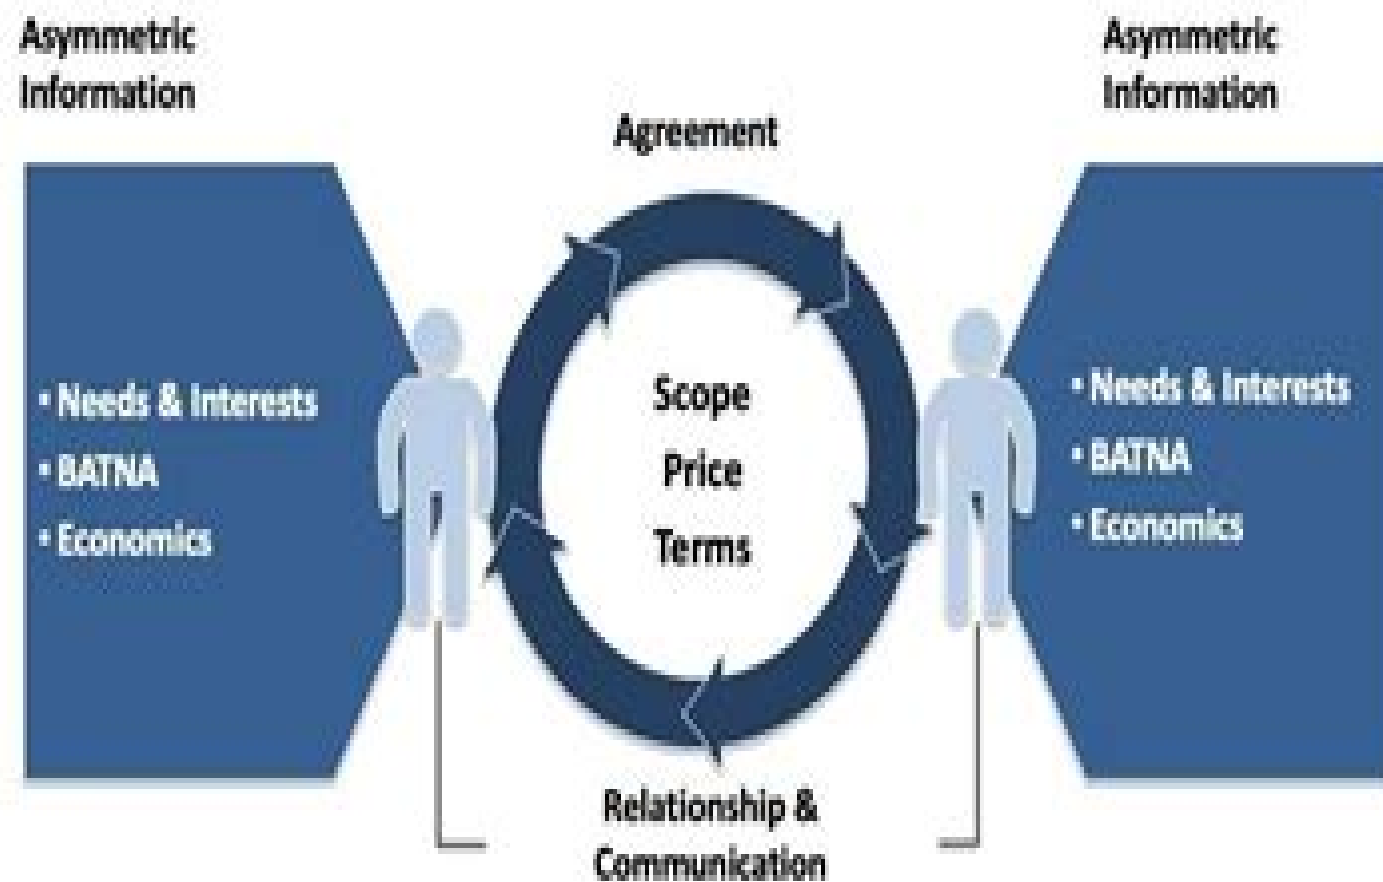 Asymmetric
Information
• Needs & Interests
• BATNA
• Economics
Agreement
Scope
Price
Terms
Relationship &
Communication
Asymmetric
Information
• Needs & Interests
• BATNA
• Economics